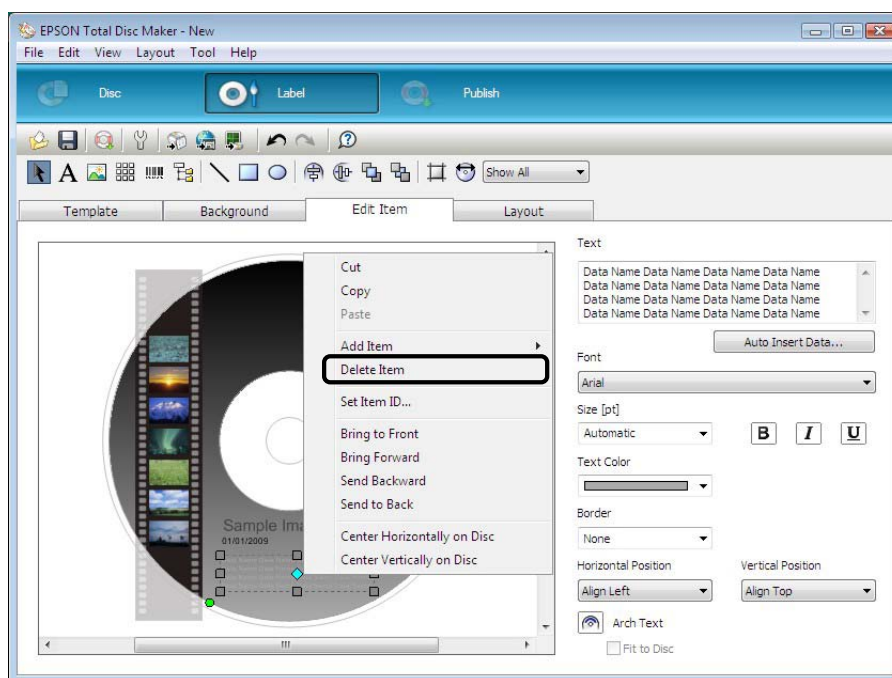 EPSON Total Disc Maker - New
File Edit View Layout Tool Help
Disc Label Publish
Show All
Template Background Edit Item Layout
Cut
Copy
Paste
Add Item
Delete Item
Set Item ID...
Bring to Front
Bring Forward
Send Backward
Send to Back
Center Horizontally on Disc
Center Vertically on Disc
Sample Ima
01/01/2009
Text
Data Name Data Name Data Name Data Name
Data Name Data Name Data Name Data Name
Data Name Data Name Data Name Data Name
Data Name Data Name Data Name Data Name
Auto Insert Data...
Font
Arial
Size [pt]
Automatic B I U
Text Color
Border
None
Horizontal Position Vertical Position
Align Left Align Top
Arch Text
Fit to Disc